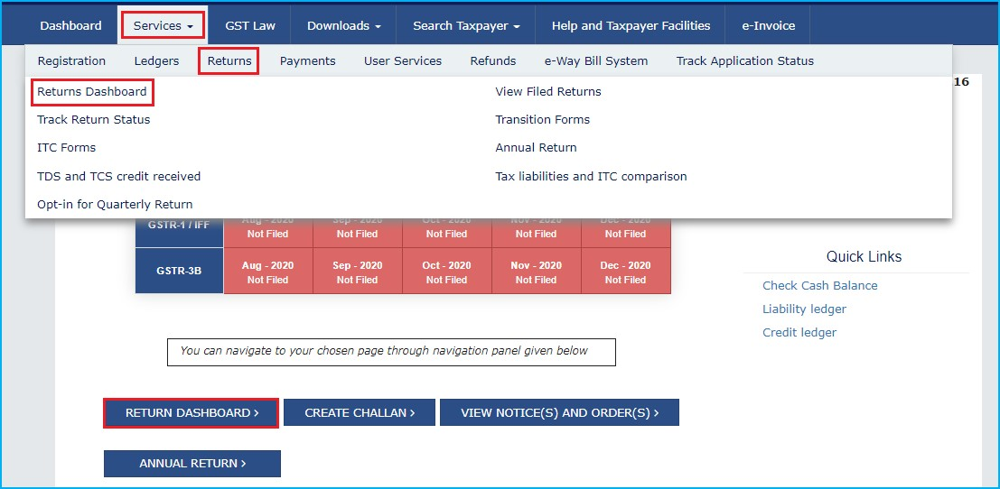 Dashboard Services GST Law Downloads Search Taxpayer Help and Taxpayer Facilities e-Invoice
Registration Ledgers Returns Payments User Services Refunds e-Way Bill System Track Application Status
16
Returns Dashboard View Filed Returns
Track Return Status Transition Forms
ITC Forms Annual Return
TDS and TCS credit received Tax liabilities and ITC comparison
Opt-in for Quarterly Return
GSTR-1 / IFF Aug - 2020 Sep - 2020 Oct - 2020 Nov - 2020 Dec - 2020
Not Filed Not Filed Not Filed Not Filed Not Filed
GSTR-3B Aug - 2020 Sep - 2020 Oct - 2020 Nov - 2020 Dec - 2020
Not Filed Not Filed Not Filed Not Filed Not Filed
Quick Links
Check Cash Balance
Liability ledger
Credit ledger
You can navigate to your chosen page through navigation panel given below
RETURN DASHBOARD > CREATE CHALLAN > VIEW NOTICE(S) AND ORDER(S) >
ANNUAL RETURN >